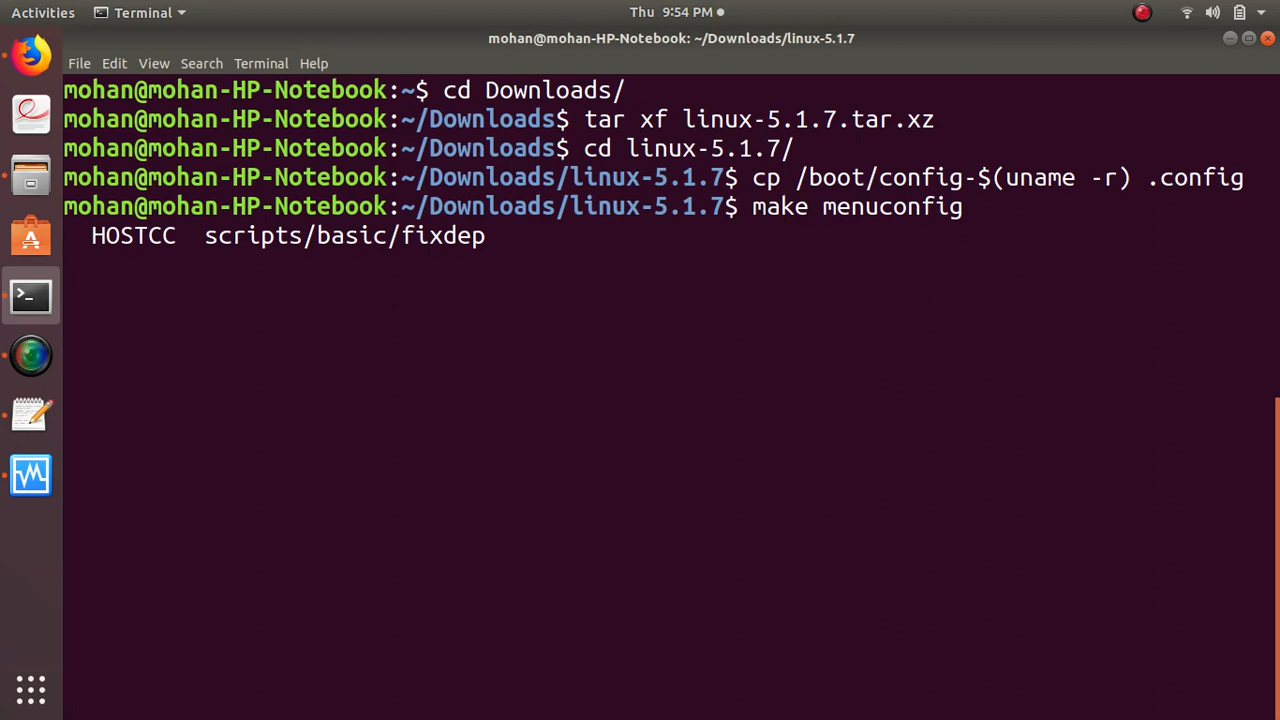 Activities Terminal Thu 9:54 PM
mohan@mohan-HP-Notebook: ~/Downloads/linux-5.1.7
File Edit View Search Terminal Help
mohan@mohan-HP-Notebook:~$ cd Downloads/
mohan@mohan-HP-Notebook:~/Downloads$ tar xf linux-5.1.7.tar.xz
mohan@mohan-HP-Notebook:~/Downloads$ cd linux-5.1.7/
mohan@mohan-HP-Notebook:~/Downloads/linux-5.1.7$ cp /boot/config-$(uname -r) .config
mohan@mohan-HP-Notebook:~/Downloads/linux-5.1.7$ make menuconfig
HOSTCC scripts/basic/fixdep